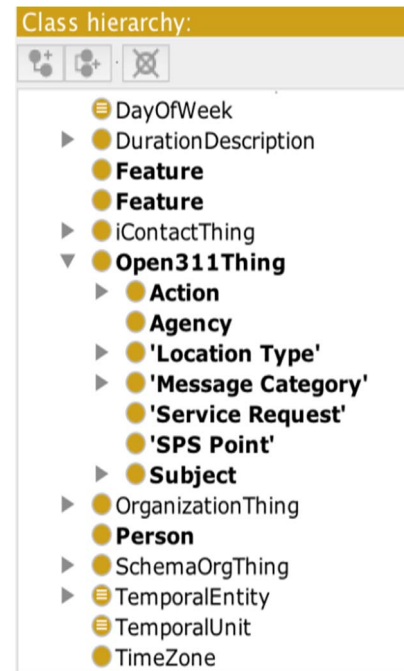 Class hierarchy:
DayOfWeek
DurationDescription
Feature
Feature
iContactThing
Open311Thing
Action
Agency
'Location Type'
'Message Category'
'Service Request'
'SPS Point'
Subject
OrganizationThing
Person
SchemaOrgThing
TemporalEntity
TemporalUnit
TimeZone